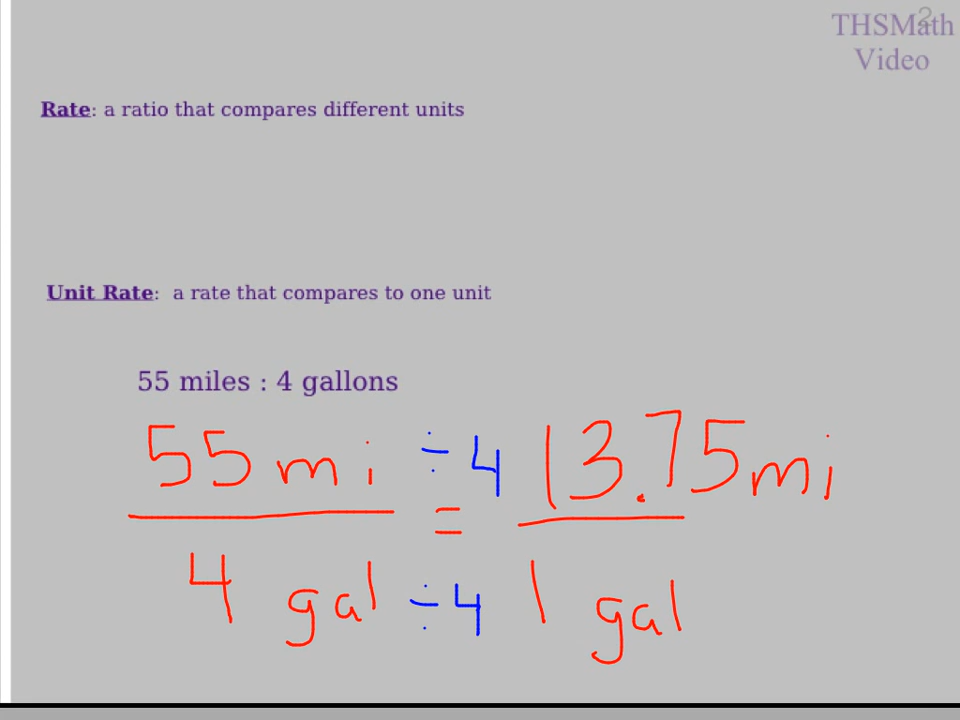 2
THSMath
Video
Rate: a ratio that compares different units
Unit Rate: a rate that compares to one unit
55 miles : 4 gallons
55 mi ÷4 13.75 mi
=
4 gal ÷4 1 gal